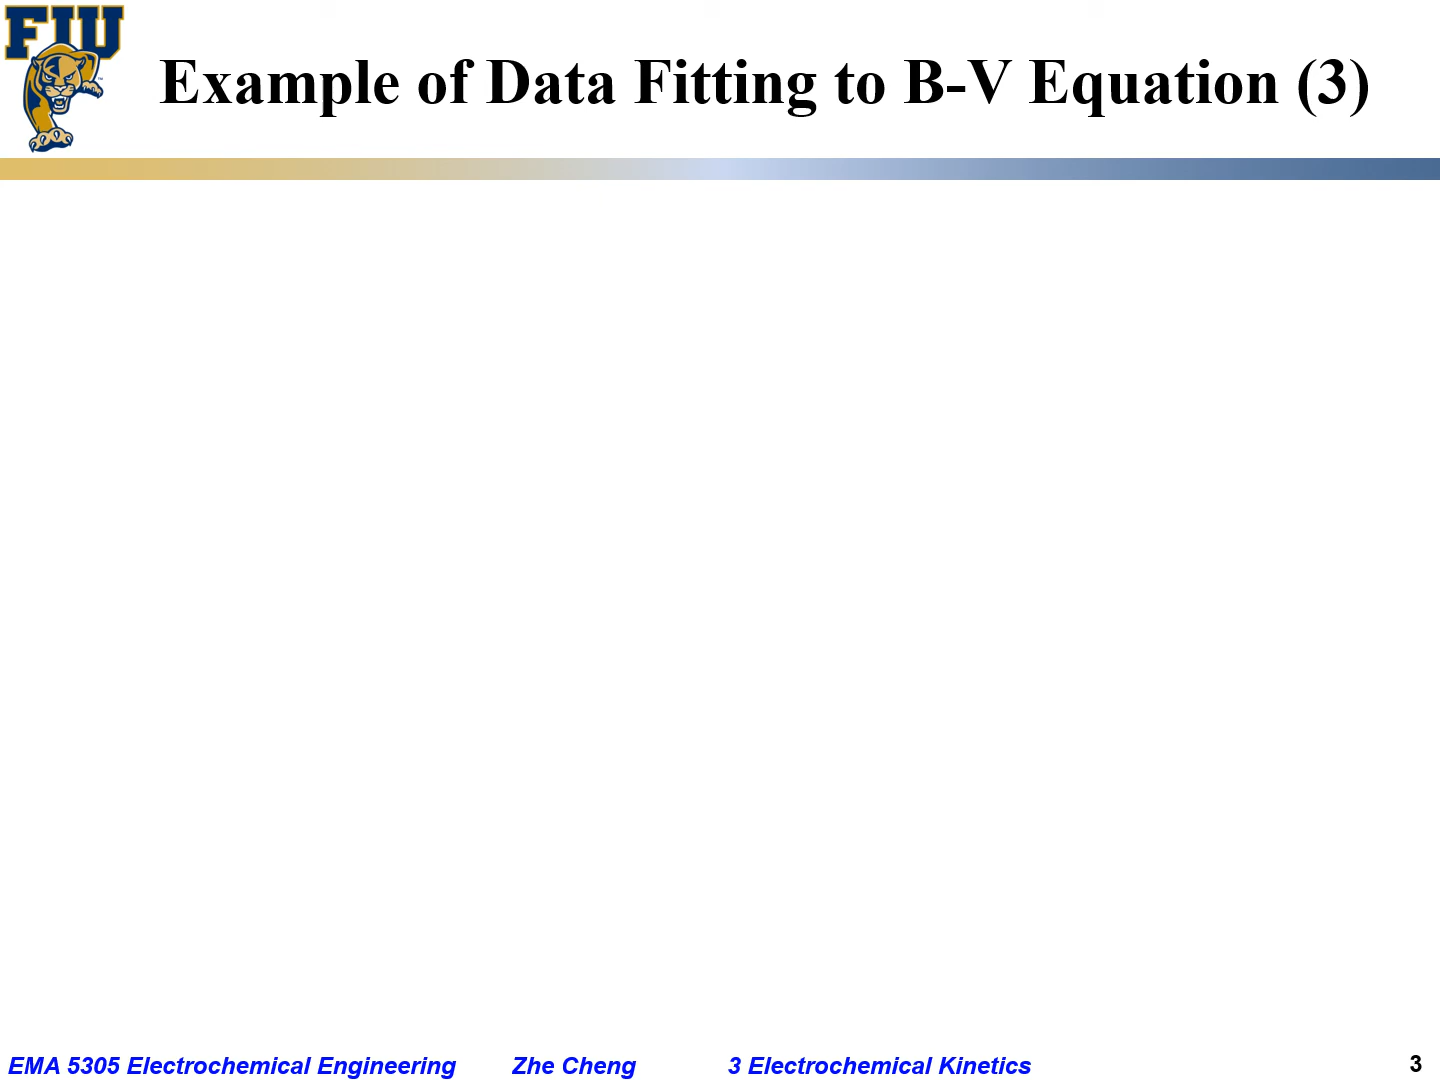 FIU
Example of Data Fitting to B-V Equation (3)
EMA 5305 Electrochemical Engineering Zhe Cheng 3 Electrochemical Kinetics 3